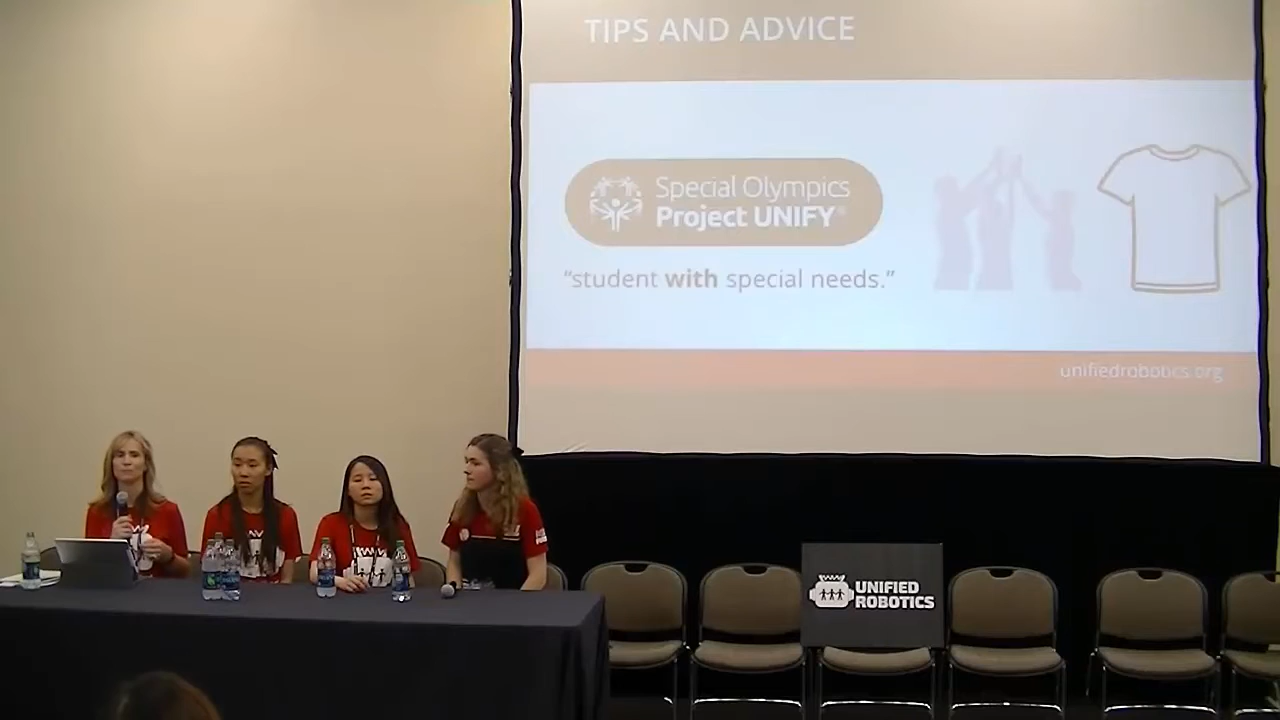 TIPS AND ADVICE
Special Olympics
Project UNIFY®
“student with special needs.”
unifiedrobotics.org
UNIFIED
ROBOTICS